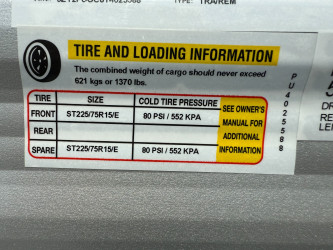 TYPE: TRA/REM
TIRE AND LOADING INFORMATION
The combined weight of cargo should never exceed
621 kgs or 1370 lbs.
TIRE SIZE COLD TIRE PRESSURE
FRONT ST225/75R15/E 80 PSI / 552 KPA
REAR
SPARE ST225/75R15/E 80 PSI / 552 KPA
SEE OWNER'S
MANUAL FOR
ADDITIONAL
INFORMATION